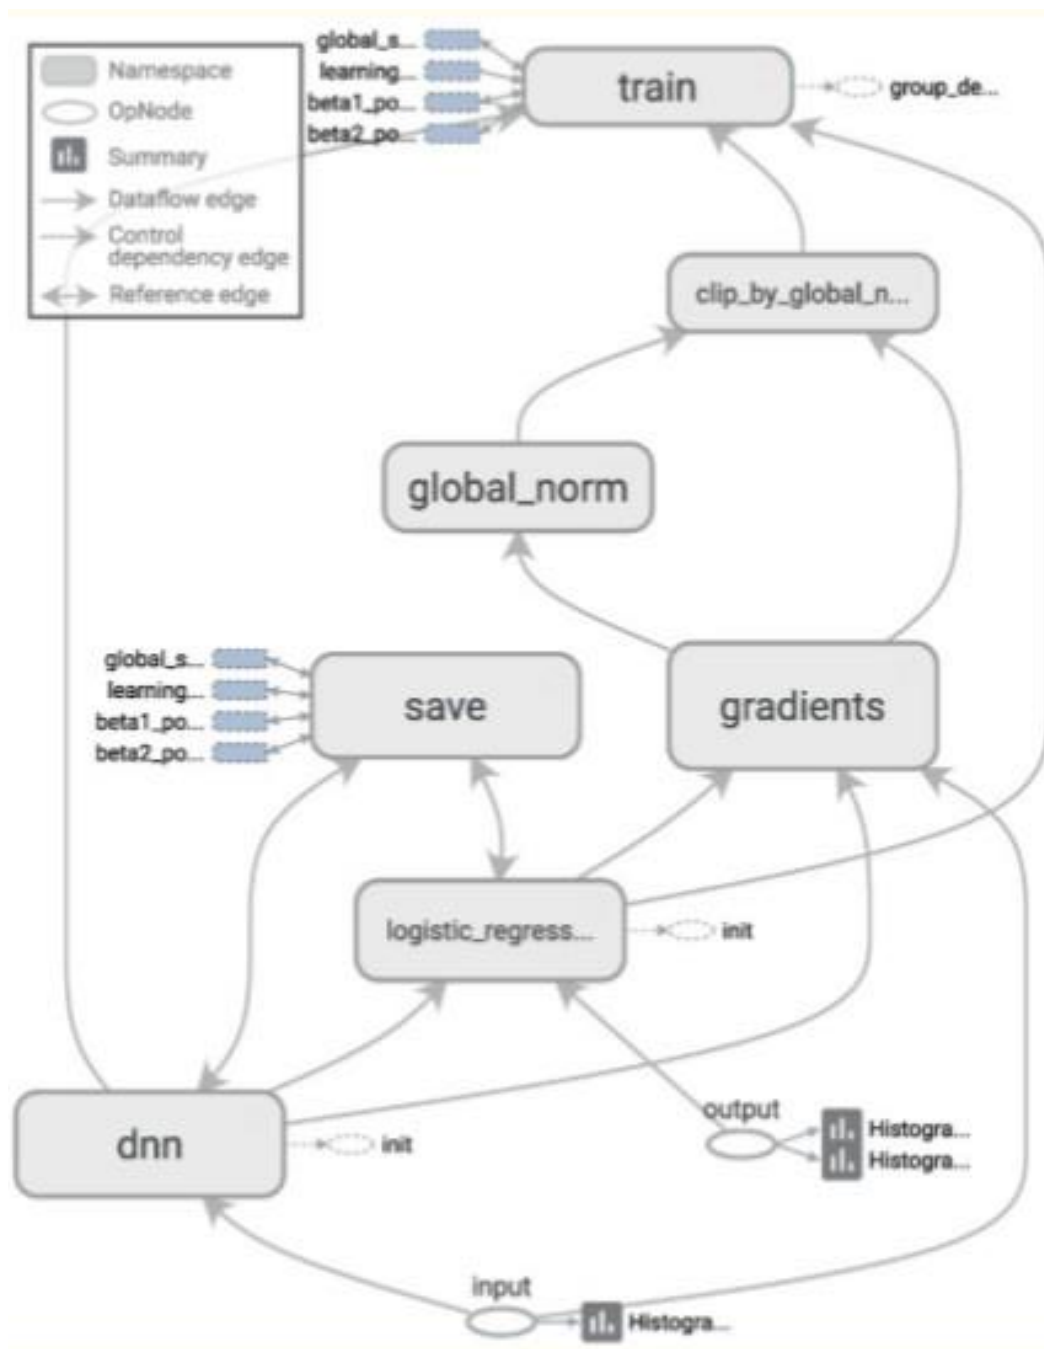 Namespace
OpNode
Summary
Dataflow edge
Control
dependency edge
Reference edge
global_s...
learning...
beta1_po...
beta2_po...
train
group_de...
clip_by_global_n...
global_norm
global_s...
learning...
beta1_po...
beta2_po...
save
gradients
logistic_regress...
init
dnn
init
output
Histogra...
Histogra...
input
Histogra...